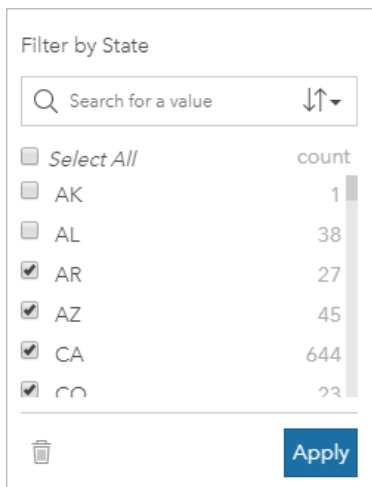 Filter by State
Search for a value
Select All count
AK 1
AL 38
AR 27
AZ 45
CA 644
CO 23
Apply